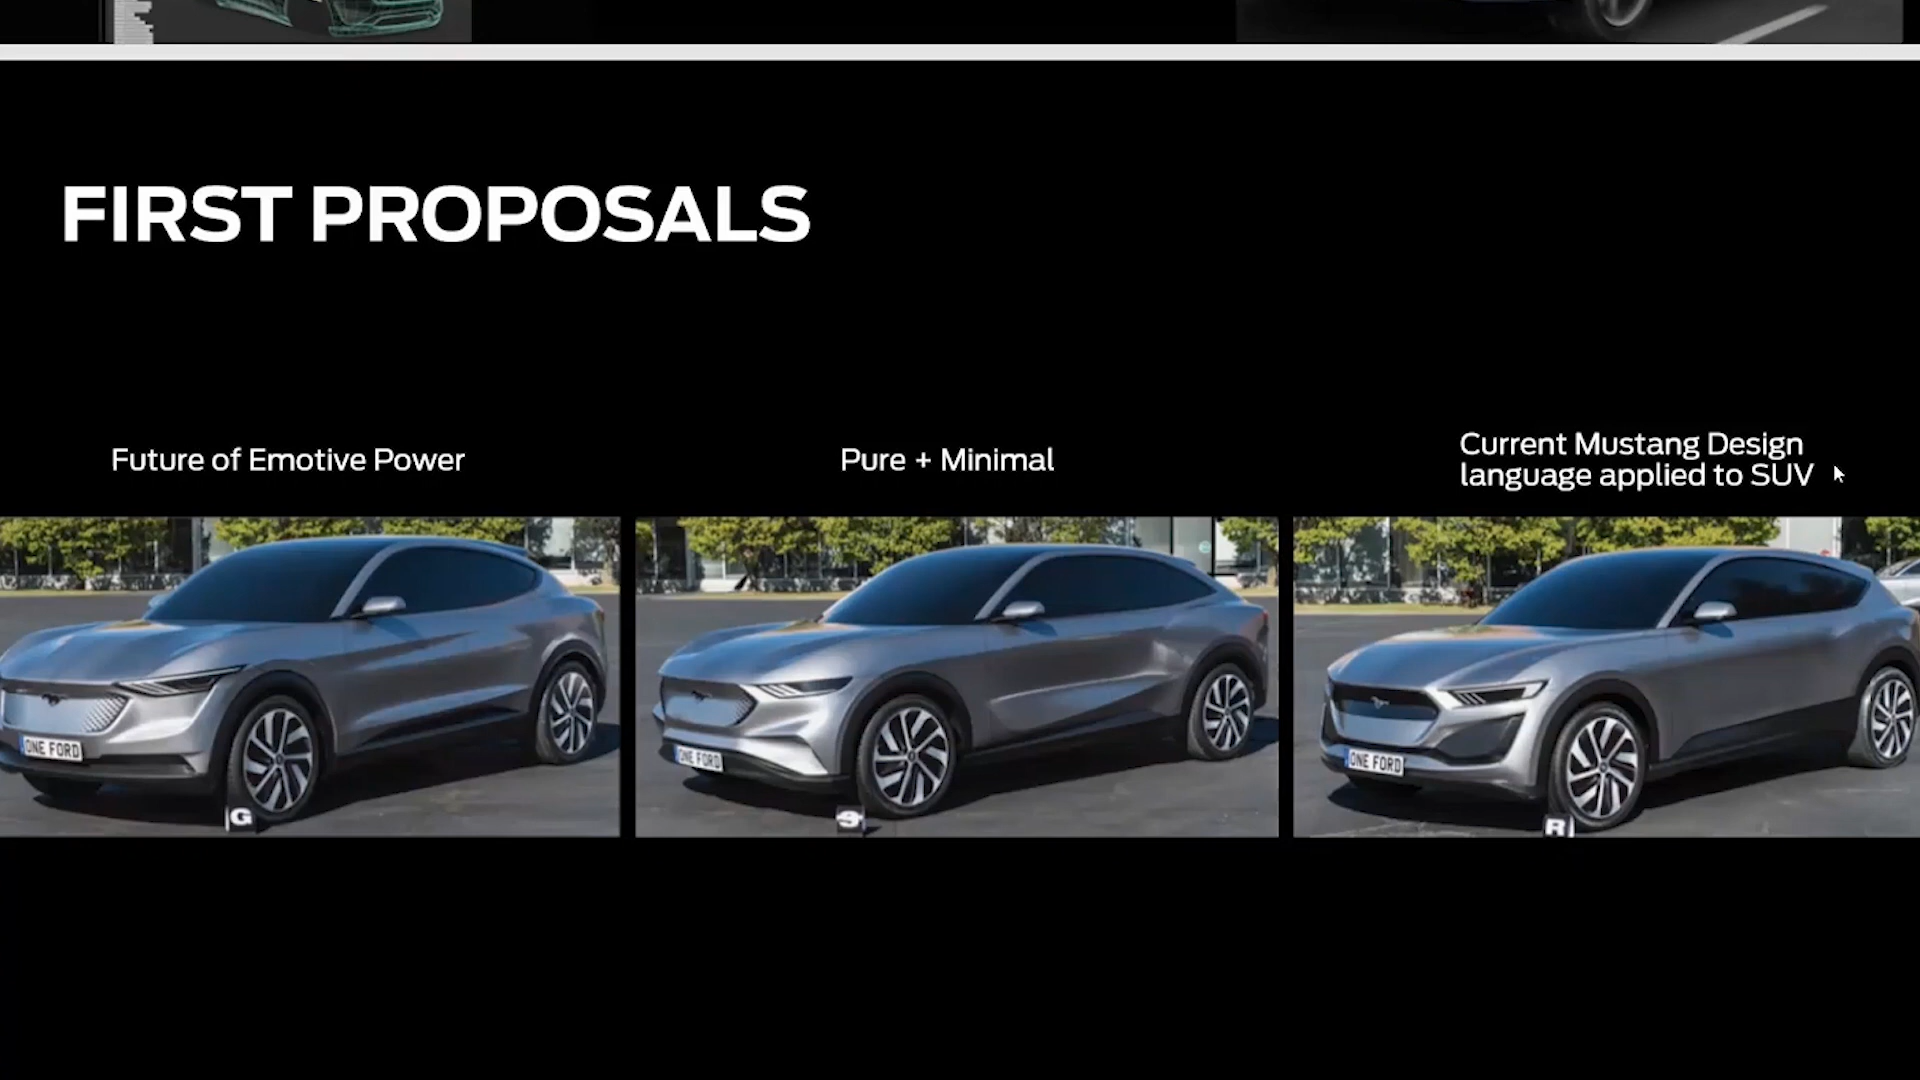 FIRST PROPOSALS
Future of Emotive Power
Pure + Minimal
Current Mustang Design
language applied to SUV
ONE FORD
ONE FORD
ONE FORD
G
9
R